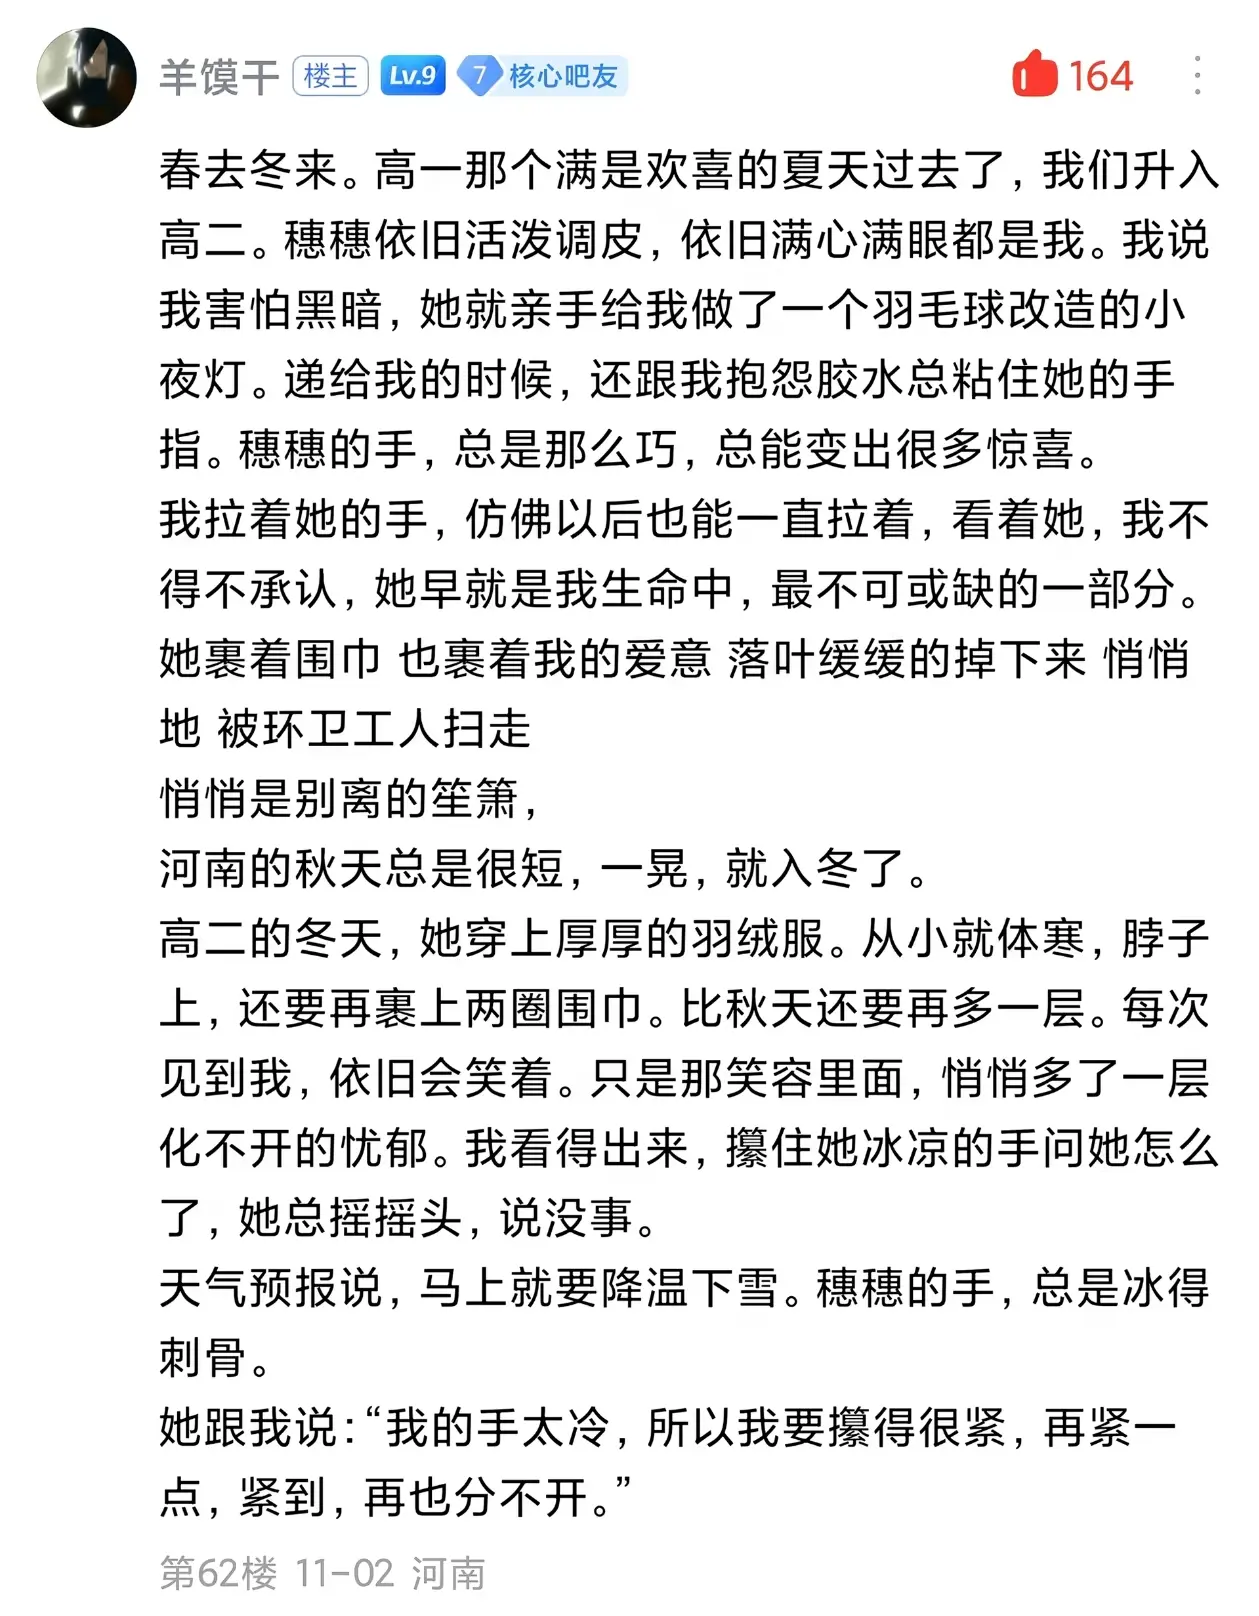 羊馍干 楼主 Lv.9 7 核心吧友 164
春去冬来。高一那个满是欢喜的夏天过去了，我们升入
高二。穗穗依旧活泼调皮，依旧满心满眼都是我。我说
我害怕黑暗，她就亲手给我做了一个羽毛球改造的小
夜灯。递给我的时候，还跟我抱怨胶水总粘住她的手
指。穗穗的手，总是那么巧，总能变出很多惊喜。
我拉着她的手，仿佛以后也能一直拉着，看着她，我不
得不承认，她早就是我生命中，最不可或缺的一部分。
她裹着围巾 也裹着我的爱意 落叶缓缓的掉下来 悄悄
地 被环卫工人扫走
悄悄是别离的笙箫，
河南的秋天总是很短，一晃，就入冬了。
高二的冬天，她穿上厚厚的羽绒服。从小就体寒，脖子
上，还要再裹上两圈围巾。比秋天还要再多一层。每次
见到我，依旧会笑着。只是那笑容里面，悄悄多了一层
化不开的忧郁。我看得出来，攥住她冰凉的手问她怎么
了，她总摇摇头，说没事。
天气预报说，马上就要降温下雪。穗穗的手，总是冰得
刺骨。
她跟我说：“我的手太冷，所以我要攥得很紧，再紧一
点，紧到，再也分不开。”
第62楼 11-02 河南